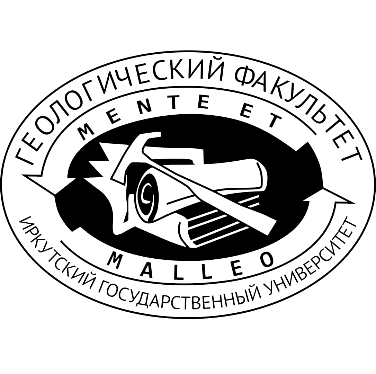 ГЕОЛОГИЧЕСКИЙ ФАКУЛЬТЕТ
MENTE ET
MALLEO
ИРКУТСКИЙ ГОСУДАРСТВЕННЫЙ УНИВЕРСИТЕТ